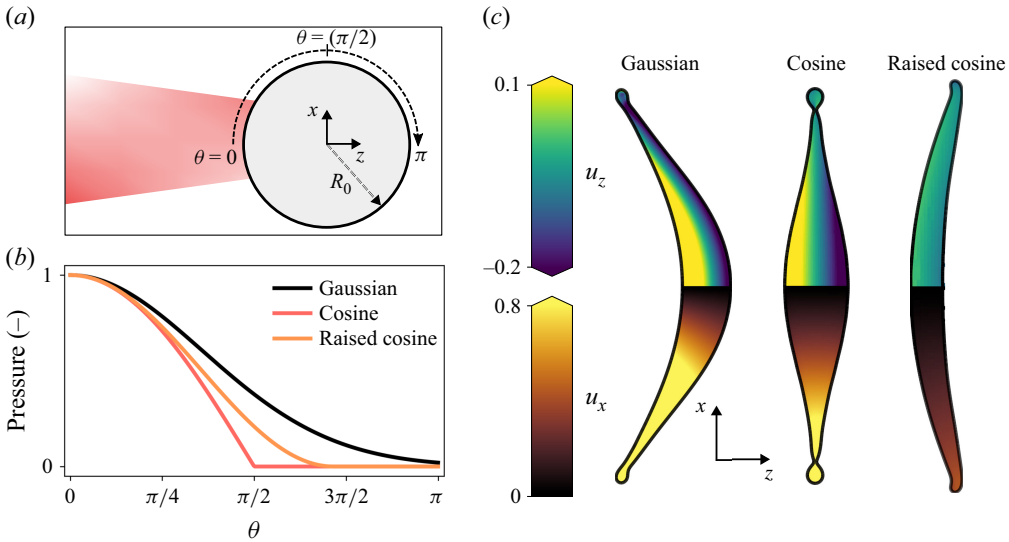 (a)
θ = (π/2)
x
z
θ = 0
π
R0
(b)
1
0
Pressure (–)
Gaussian
Cosine
Raised cosine
0
π/4
π/2
3π/2
π
θ
(c)
Gaussian
Cosine
Raised cosine
0.1
uz
–0.2
0.8
ux
0
x
z